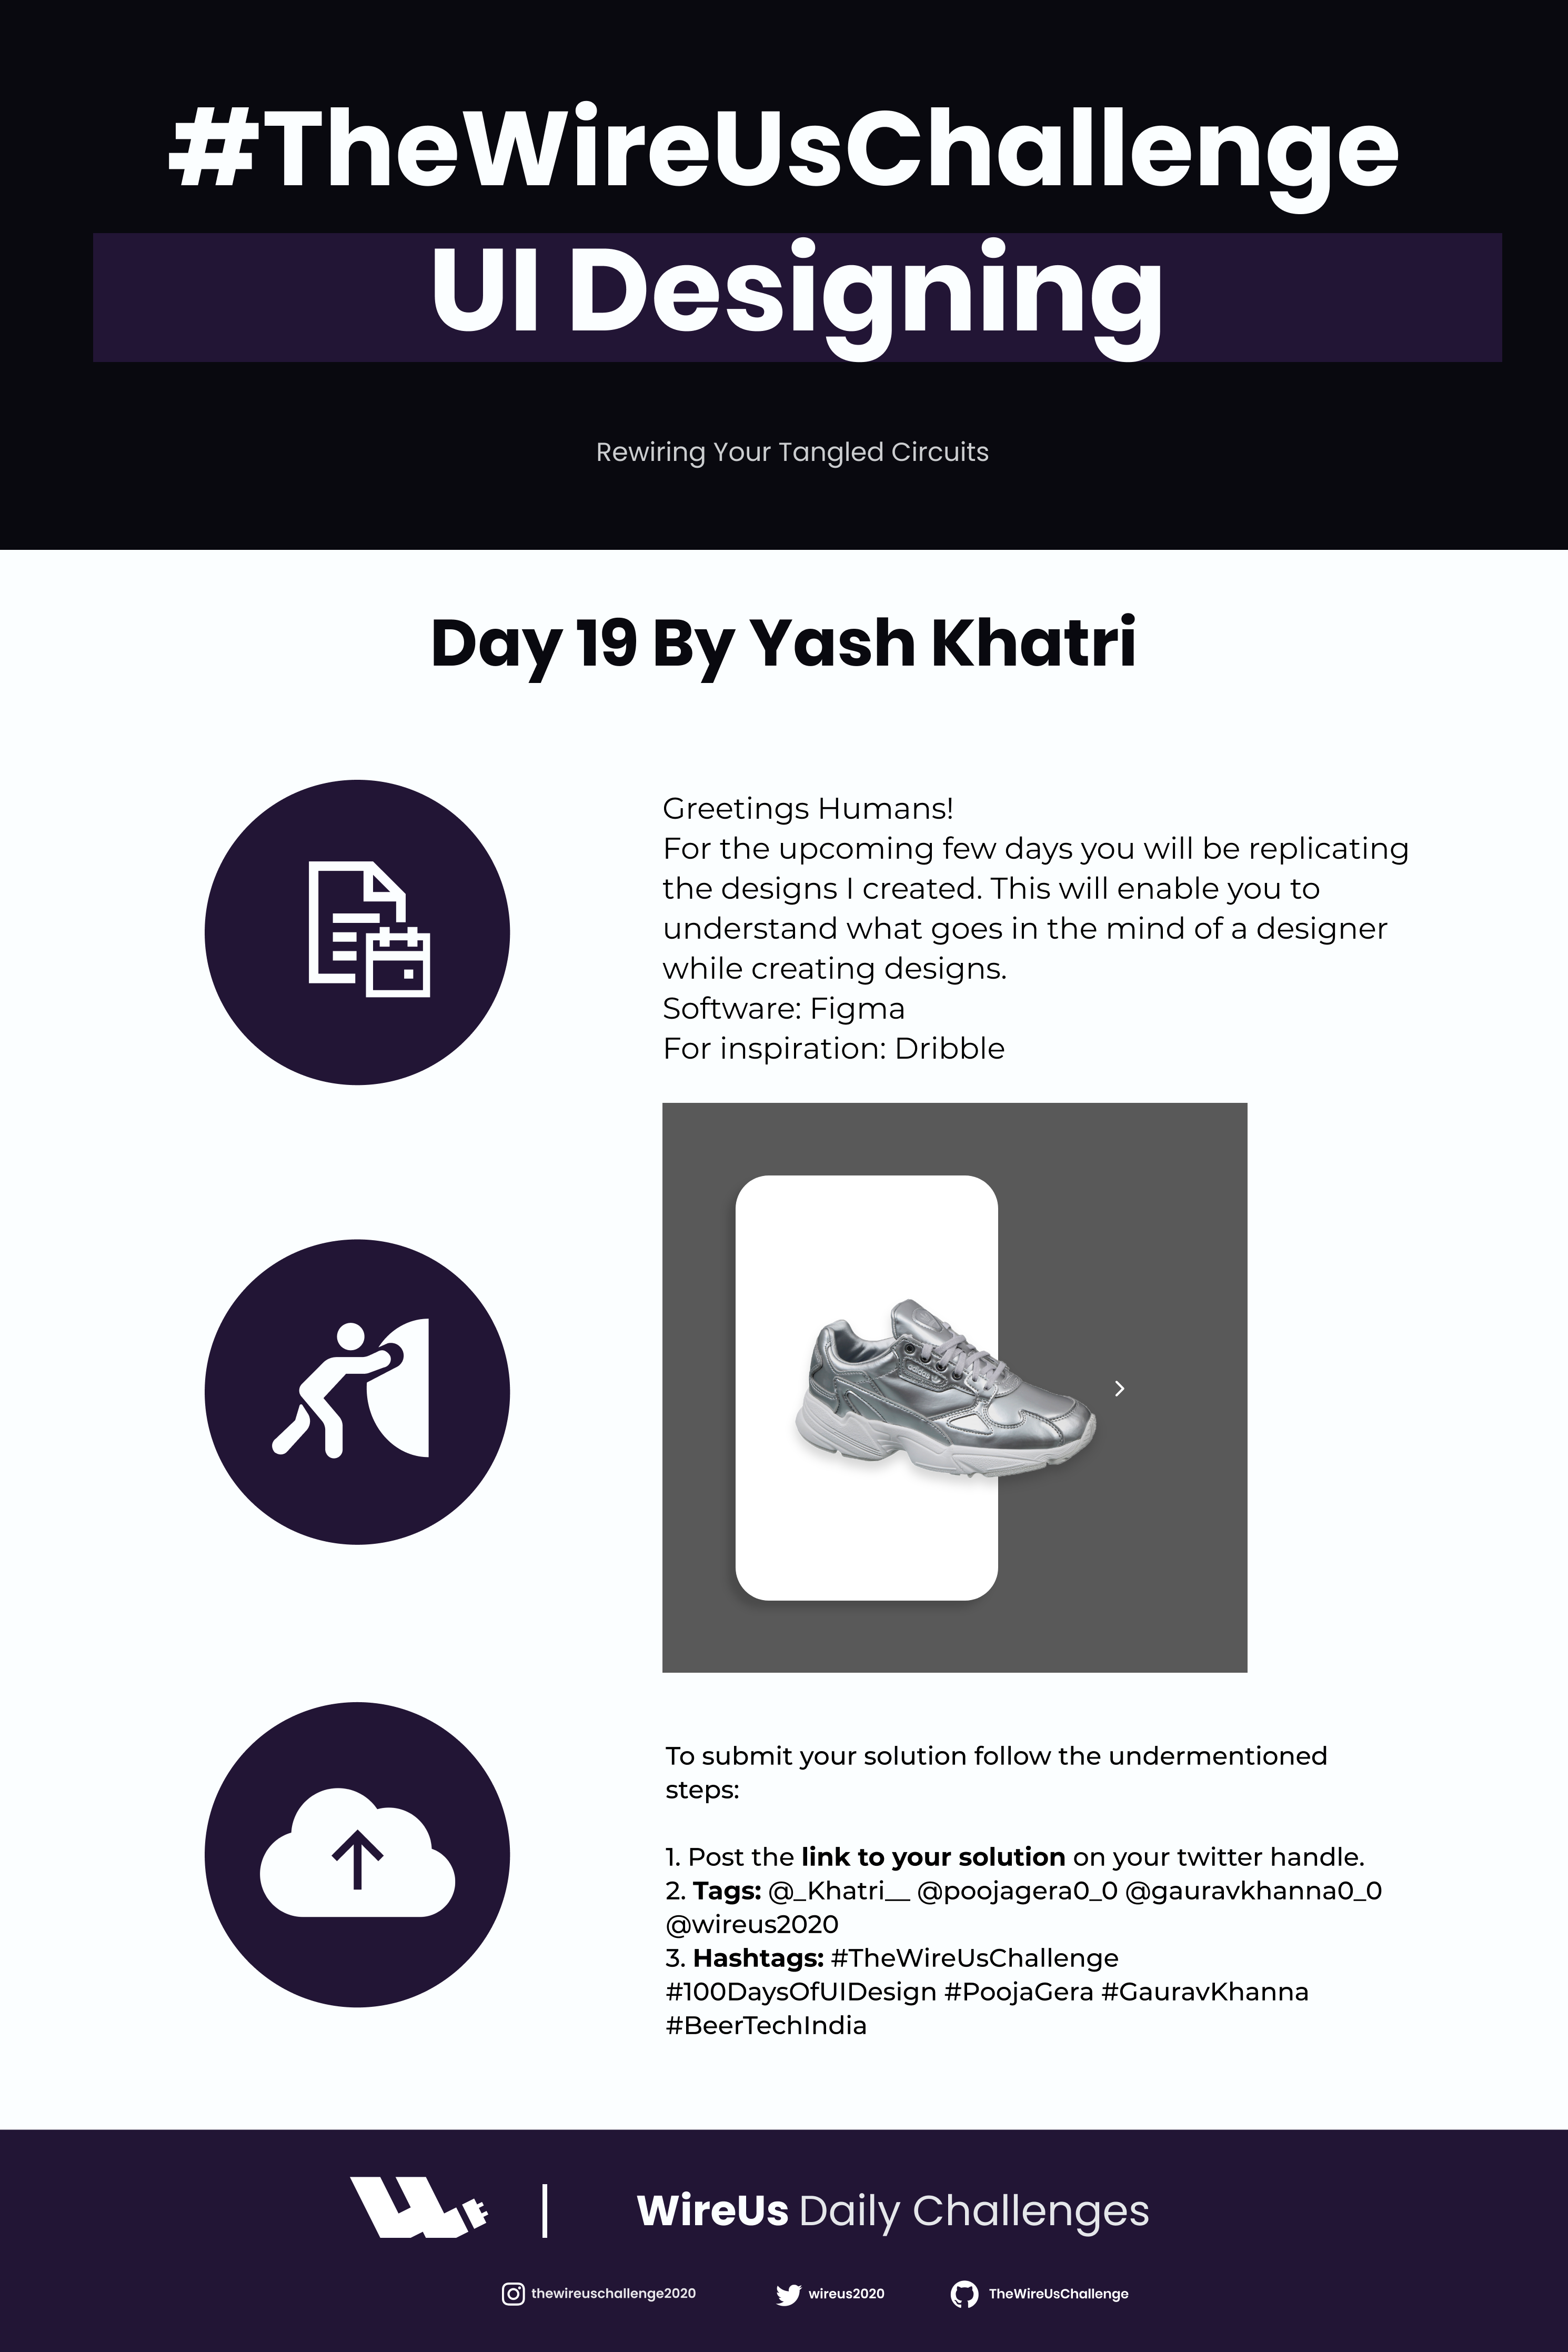 #TheWireUsChallenge
UI Designing
Rewiring Your Tangled Circuits
Day 19 By Yash Khatri
Greetings Humans!
For the upcoming few days you will be replicating
the designs I created. This will enable you to
understand what goes in the mind of a designer
while creating designs.
Software: Figma
For inspiration: Dribble
adidas
To submit your solution follow the undermentioned
steps:
1. Post the link to your solution on your twitter handle.
2. Tags: @_Khatri__ @poojagera0_0 @gauravkhanna0_0
@wireus2020
3. Hashtags: #TheWireUsChallenge
#100DaysOfUIDesign #PoojaGera #GauravKhanna
#BeerTechIndia
WireUs Daily Challenges
thewireuschallenge2020 wireus2020 TheWireUsChallenge